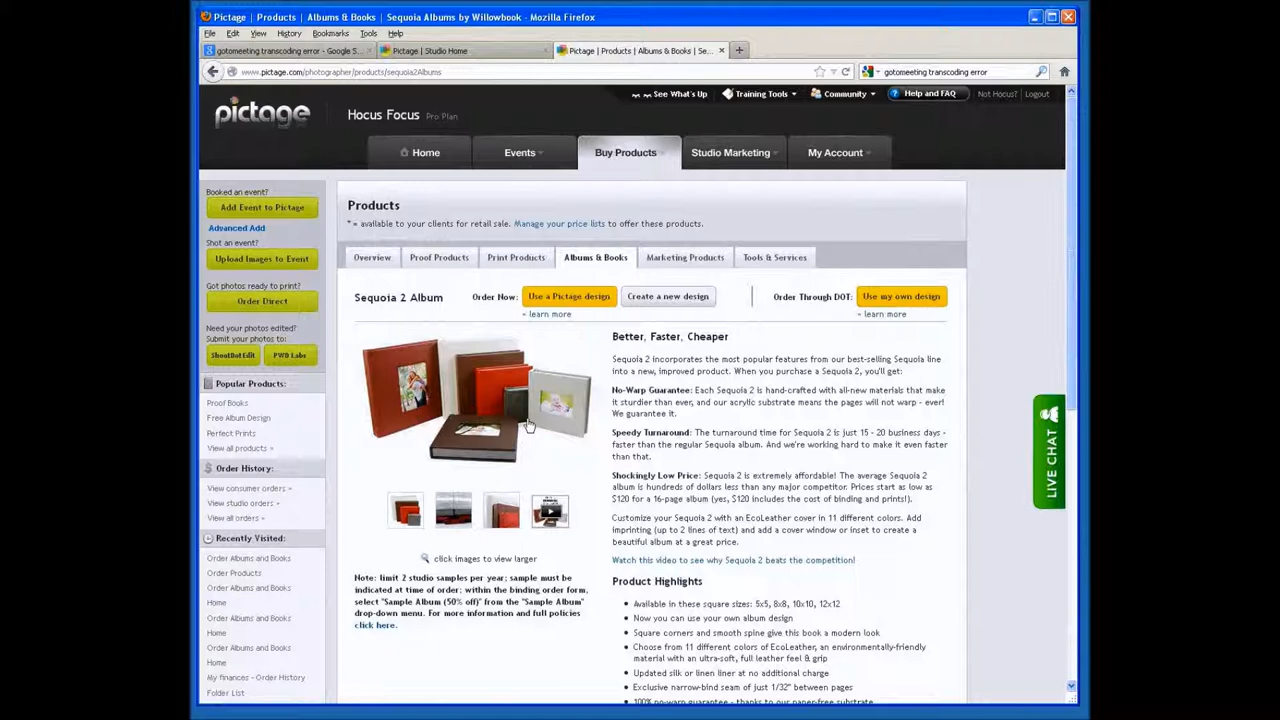 Pictage | Products | Albums & Books | Sequoia Albums by Willowbook - Mozilla Firefox
File Edit View History Bookmarks Tools Help
gotomeeting transcoding error - Google S... Pictage | Studio Home Pictage | Products | Albums & Books | Se...
www.pictage.com/photographer/products/sequoia2Albums gotomeeting transcoding error
See What's Up Training Tools Community Help and FAQ Not Hocus? Logout
pictage Hocus Focus Pro Plan
Home Events Buy Products Studio Marketing My Account
Booked an event?
Add Event to Pictage
Advanced Add
Shot an event?
Upload Images to Event
Got photos ready to print?
Order Direct
Need your photos edited?
Submit your photos to:
ShootDotEdit PWD Labs
Popular Products:
Proof Books
Free Album Design
Perfect Prints
View all products »
Order History:
View consumer orders »
View studio orders »
View all orders »
Recently Visited:
Order Albums and Books
Order Products
Order Albums and Books
Home
Order Albums and Books
Home
Order Albums and Books
Home
My finances - Order History
Folder List
Products
* = available to your clients for retail sale. Manage your price lists to offer these products.
Overview Proof Products Print Products Albums & Books Marketing Products Tools & Services
Sequoia 2 Album Order Now: Use a Pictage design Create a new design Order Through DOT: Use my own design
» learn more » learn more
click images to view larger
Note: limit 2 studio samples per year; sample must be
indicated at time of order; within the binding order form,
select "Sample Album (50% off)" from the "Sample Album"
drop-down menu. For more information and full policies
click here.
Better, Faster, Cheaper
Sequoia 2 incorporates the most popular features from our best-selling Sequoia line
into a new, improved product. When you purchase a Sequoia 2, you'll get:
No-Warp Guarantee: Each Sequoia 2 is hand-crafted with all-new materials that make
it sturdier than ever, and our acrylic substrate means the pages will not warp - ever!
We guarantee it.
Speedy Turnaround: The turnaround time for Sequoia 2 is just 15 - 20 business days -
faster than the regular Sequoia album. And we're working hard to make it even faster
than that.
Shockingly Low Price: Sequoia 2 is extremely affordable! The average Sequoia 2
album is hundreds of dollars less than any major competitor. Prices start as low as
$120 for a 16-page album (yes, $120 includes the cost of binding and prints!).
Customize your Sequoia 2 with an EcoLeather cover in 11 different colors. Add
imprinting (up to 2 lines of text) and add a cover window or inset to create a
beautiful album at a great price.
Watch this video to see why Sequoia 2 beats the competition!
Product Highlights
Available in these square sizes: 5x5, 8x8, 10x10, 12x12
Now you can use your own album design
Square corners and smooth spine give this book a modern look
Choose from 11 different colors of EcoLeather, an environmentally-friendly
material with an ultra-soft, full leather feel & grip
Updated silk or linen liner at no additional charge
Exclusive narrow-bind seam of just 1/32" between pages
100% no-warp guarantee - thanks to our paper-free substrate
LIVE CHAT